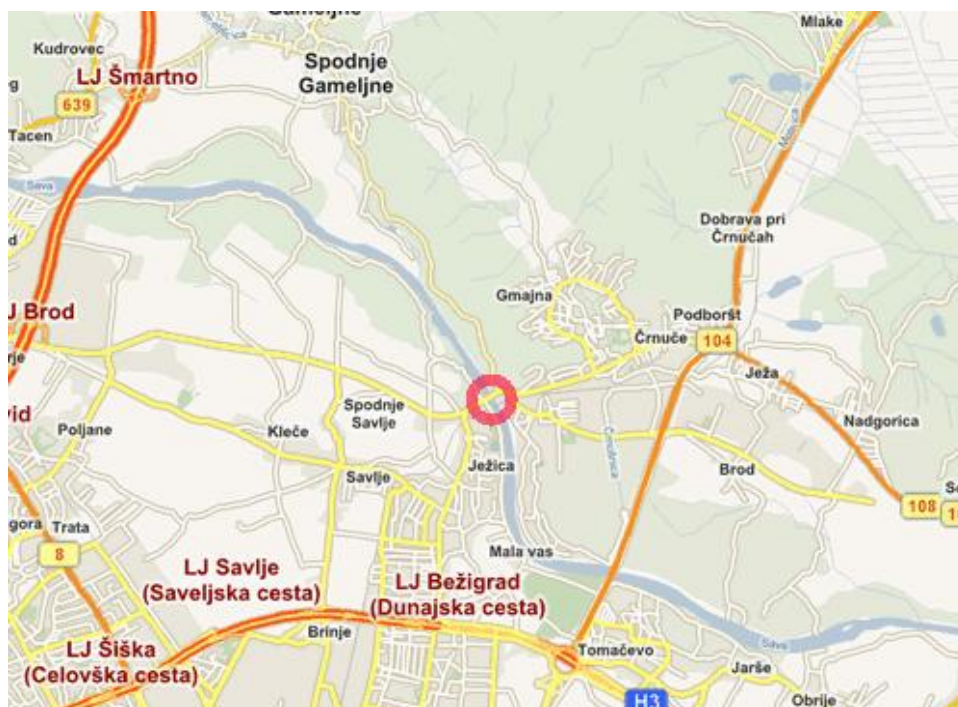 Gameljne
Mlake
Kudrovec
Spodnje
Gameljne
LJ Šmartno
639
Tacen
Sava
Dobrava pri
Črnučah
Gmajna
Podboršt
J Brod
Črnuče
104
Ježa
Spodnje
Savlje
vid
Poljane
Kleče
Nadgorica
Ježica
Brod
Savlje
108
gora
Trata
8
Mala vas
LJ Savlje
(Saveljska cesta)
LJ Bežigrad
(Dunajska cesta)
Brinje
LJ Šiška
(Celovška cesta)
Tomačevo
Sava
Jarše
H3
Obrije